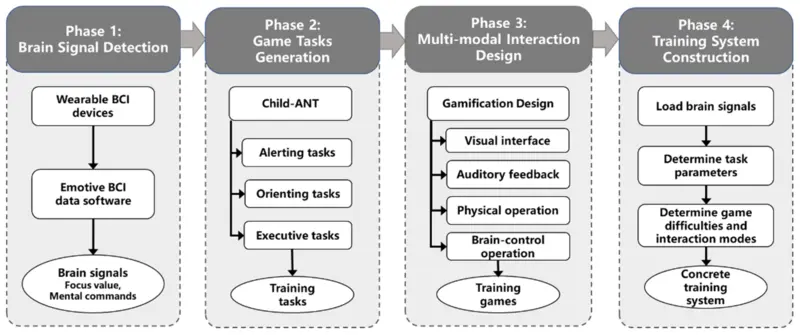 Phase 1:
Brain Signal Detection
Wearable BCI
devices
Emotive BCI
data software
Brain signals
Focus value,
Mental commands
Phase 2:
Game Tasks
Generation
Child-ANT
Alerting tasks
Orienting tasks
Executive tasks
Training
tasks
Phase 3:
Multi-modal Interaction
Design
Gamification Design
Visual interface
Auditory feedback
Physical operation
Brain-control
operation
Training
games
Phase 4:
Training System
Construction
Load brain signals
Determine task
parameters
Determine game
difficulties and
interaction modes
Concrete
training
system